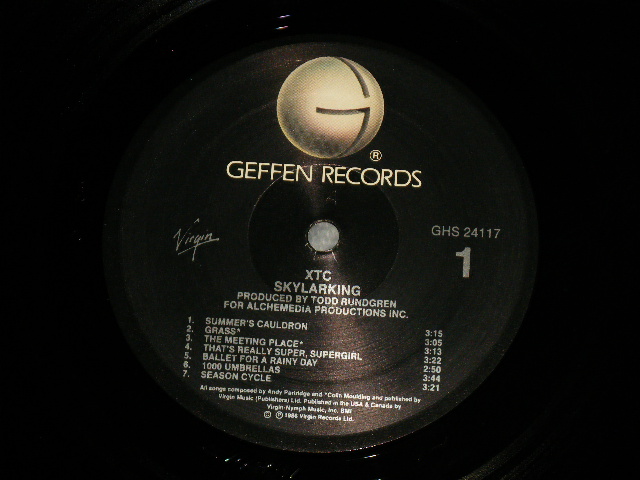 G
®
GEFFEN RECORDS
Virgin
GHS 24117
1
XTC
SKYLARKING
PRODUCED BY TODD RUNDGREN
FOR ALCHEMEDIA PRODUCTIONS INC.
1. SUMMER'S CAULDRON 3:15
2. GRASS* 3:05
3. THE MEETING PLACE* 3:13
4. THAT'S REALLY SUPER, SUPERGIRL 3:22
5. BALLET FOR A RAINY DAY 2:50
6. 1000 UMBRELLAS 3:44
7. SEASON CYCLE 3:21
All songs composed by Andy Partridge and *Colin Moulding and published by
Virgin Music (Publishers) Ltd. Published in the USA & Canada by
Virgin-Nymph Music, Inc. BMI
© ℗ 1986 Virgin Records Ltd.